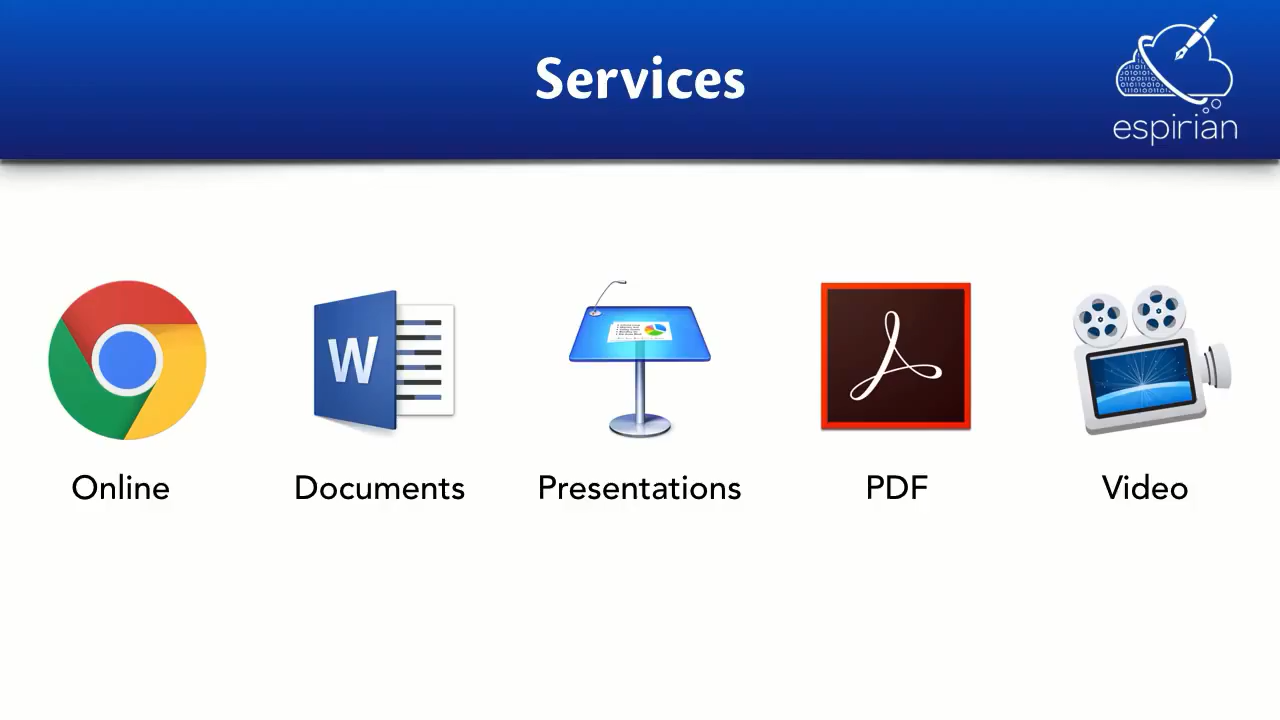 Services
espirian
W
Online
Documents
Presentations
PDF
Video